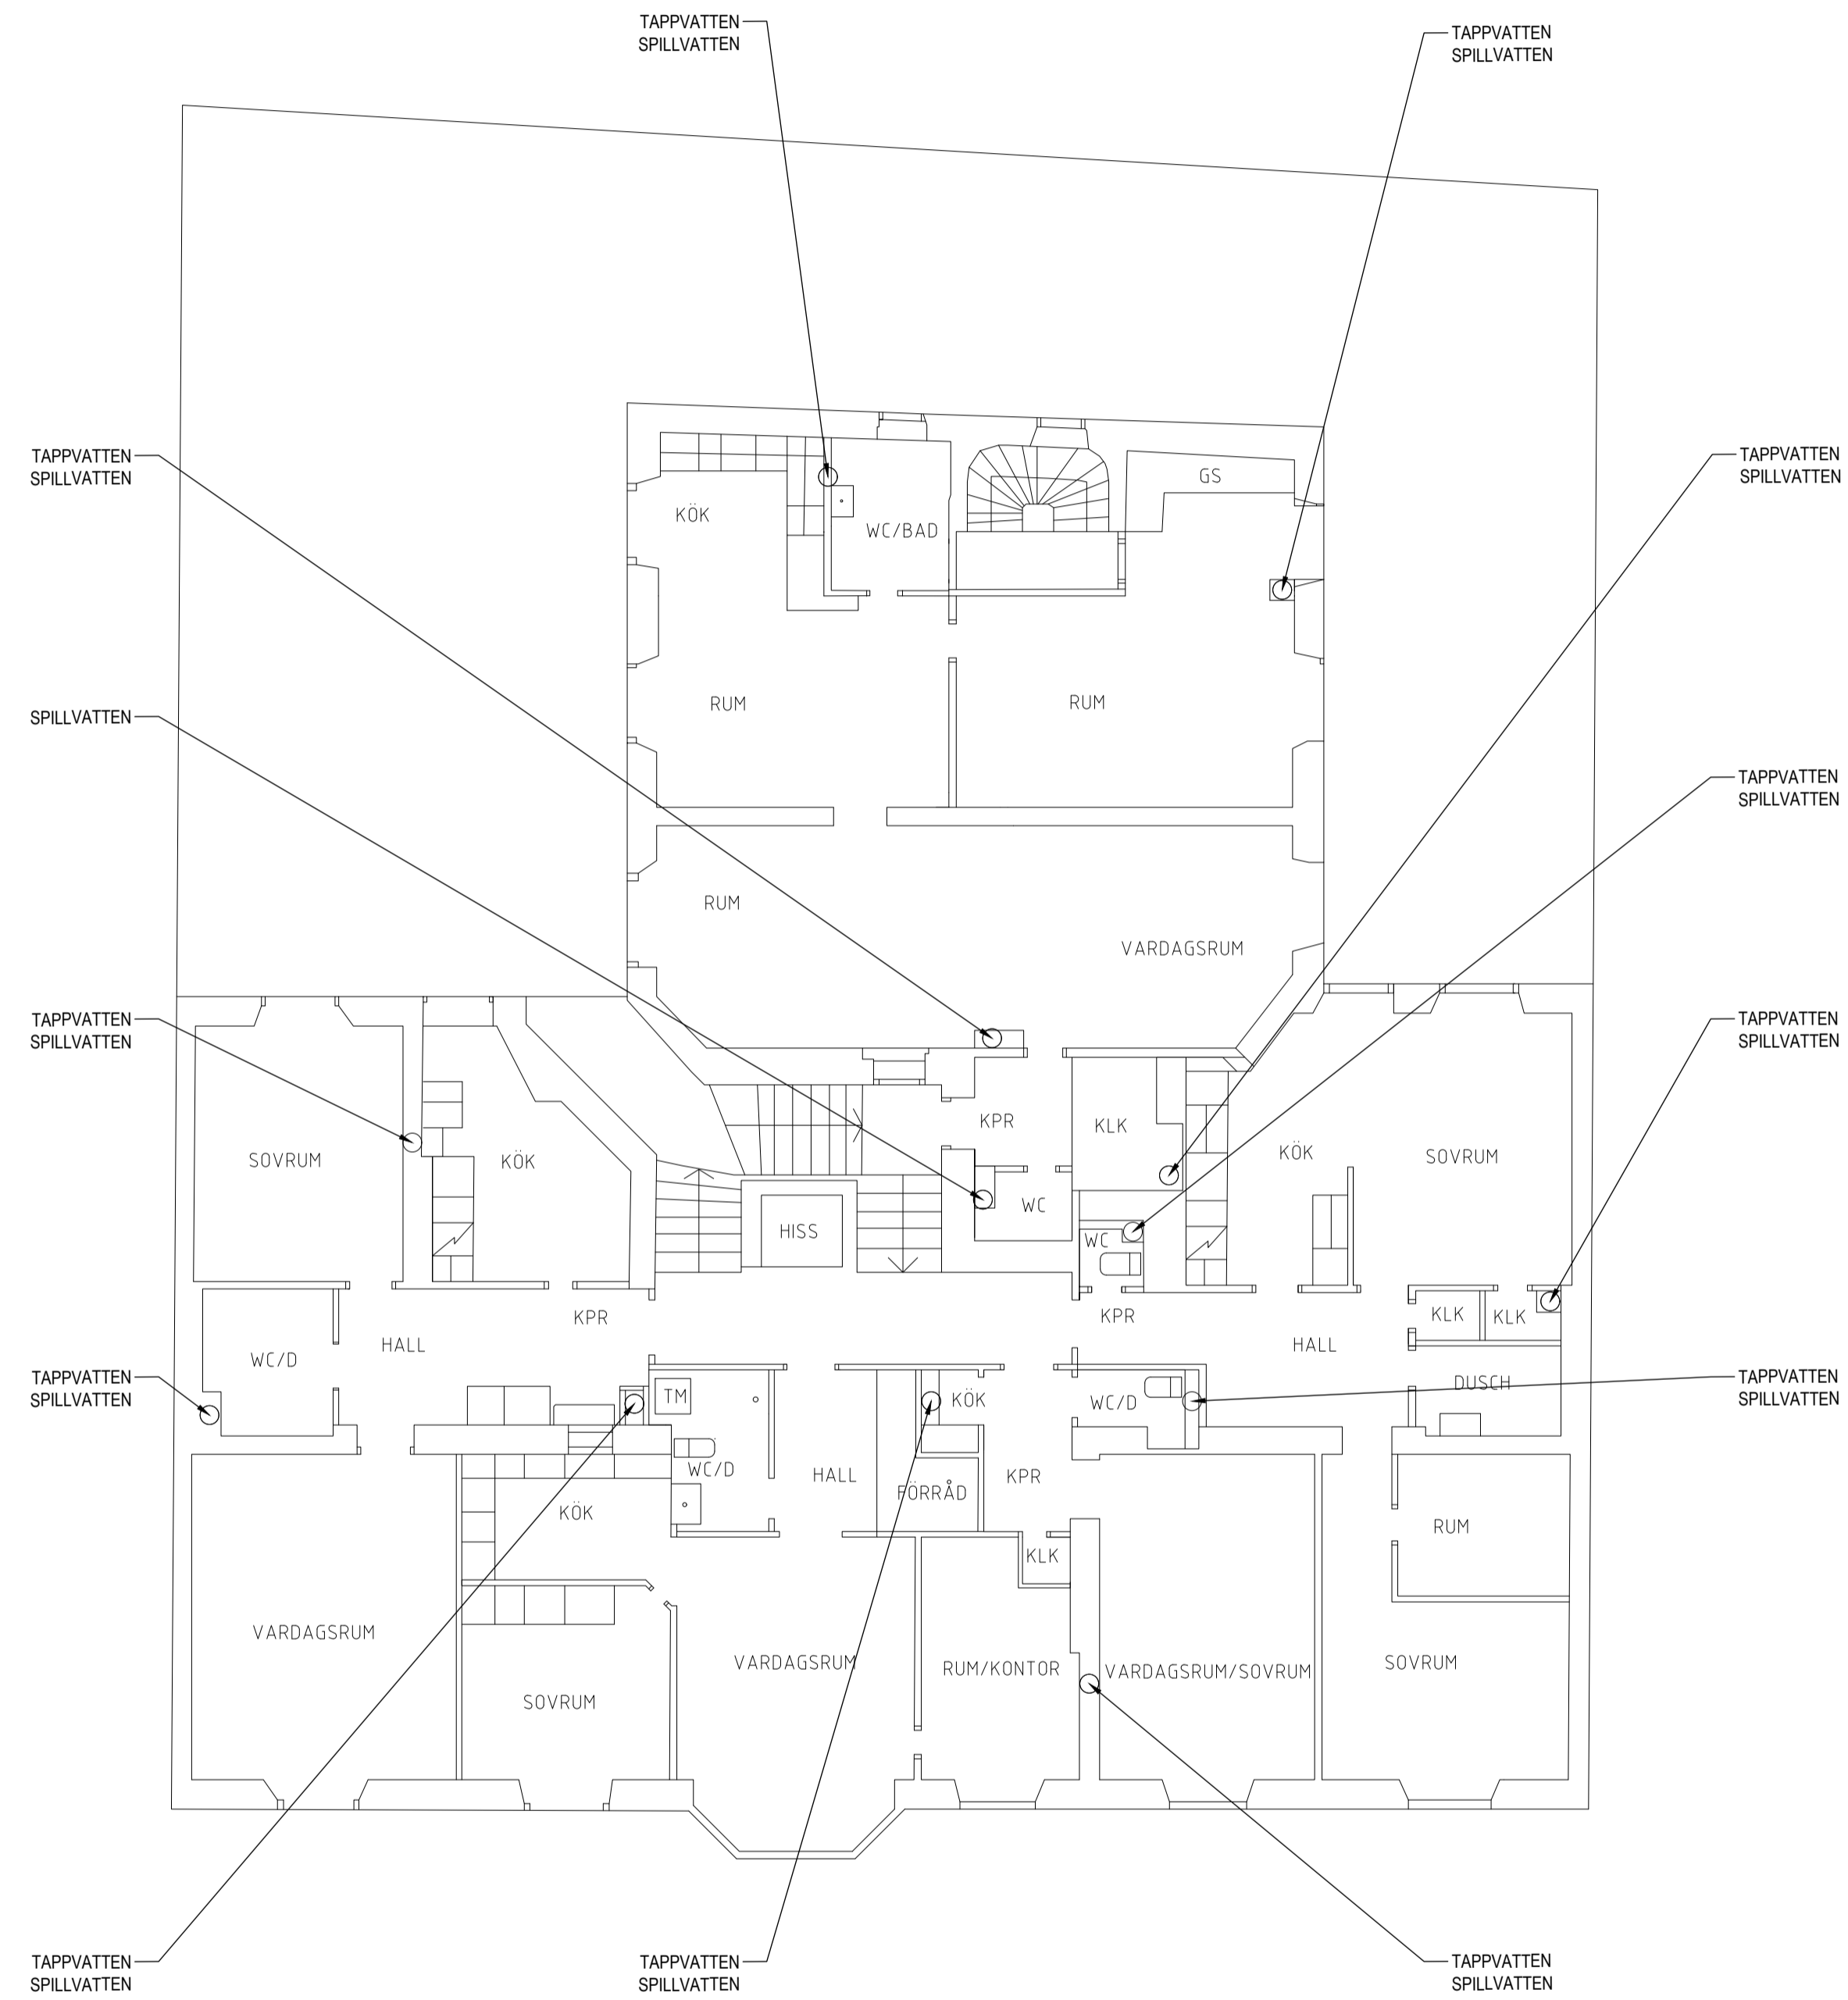 TAPPVATTEN
SPILLVATTEN
TAPPVATTEN
SPILLVATTEN
TAPPVATTEN
SPILLVATTEN
TAPPVATTEN
SPILLVATTEN
GS
KÖK
WC/BAD
RUM
RUM
SPILLVATTEN
TAPPVATTEN
SPILLVATTEN
RUM
VARDAGSRUM
TAPPVATTEN
SPILLVATTEN
TAPPVATTEN
SPILLVATTEN
KPR
KLK
SOVRUM
KÖK
KÖK
SOVRUM
WC
HISS
WC
KPR
KPR
KLK
KLK
HALL
HALL
WC/D
TAPPVATTEN
SPILLVATTEN
TAPPVATTEN
SPILLVATTEN
DUSCH
TM
KÖK
WC/D
WC/D
HALL
KPR
FÖRRÅD
KÖK
RUM
KLK
VARDAGSRUM
VARDAGSRUM
RUM/KONTOR
VARDAGSRUM/SOVRUM
SOVRUM
SOVRUM
TAPPVATTEN
SPILLVATTEN
TAPPVATTEN
SPILLVATTEN
TAPPVATTEN
SPILLVATTEN